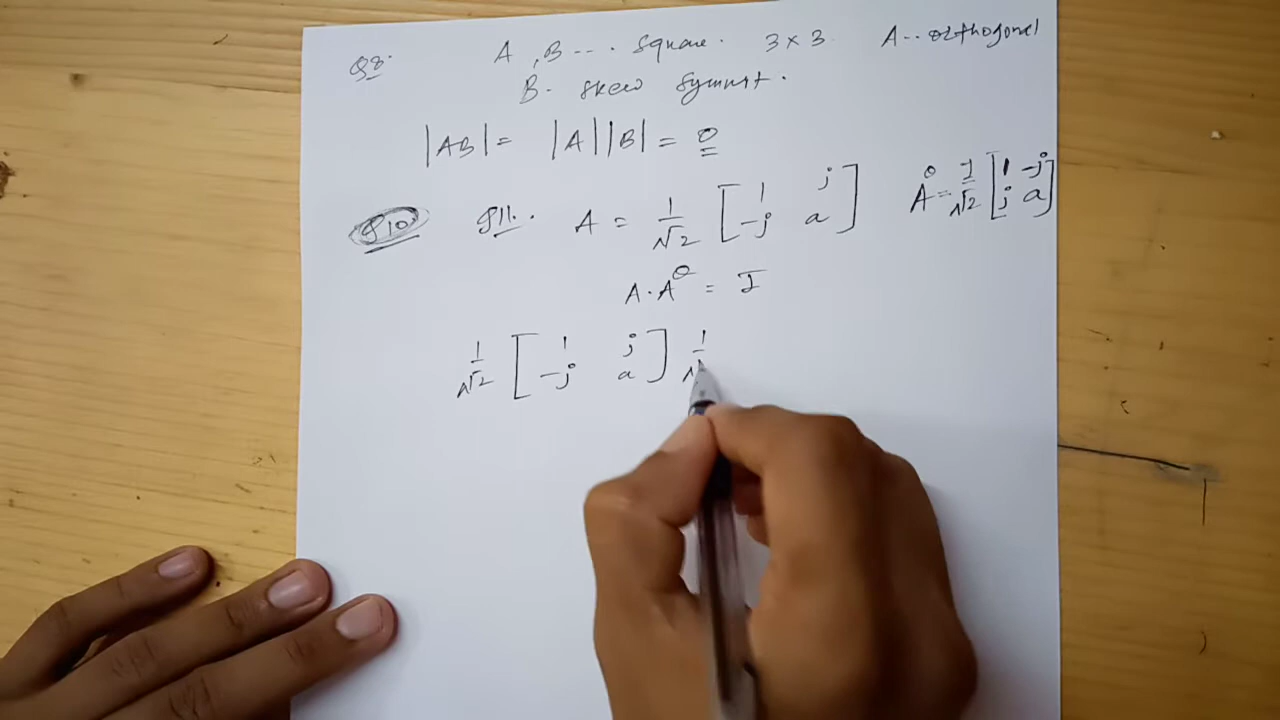 Q8. A, B... square. 3×3. A.. orthogonal
B. skew symmt.
|AB| = |A||B| = 0
Q10 Q11. A = 1/√2 [1 j; -j a] A^θ = 1/√2 [1 -j; j a]
A.A^θ = I
1/√2 [1 j; -j a] 1/√